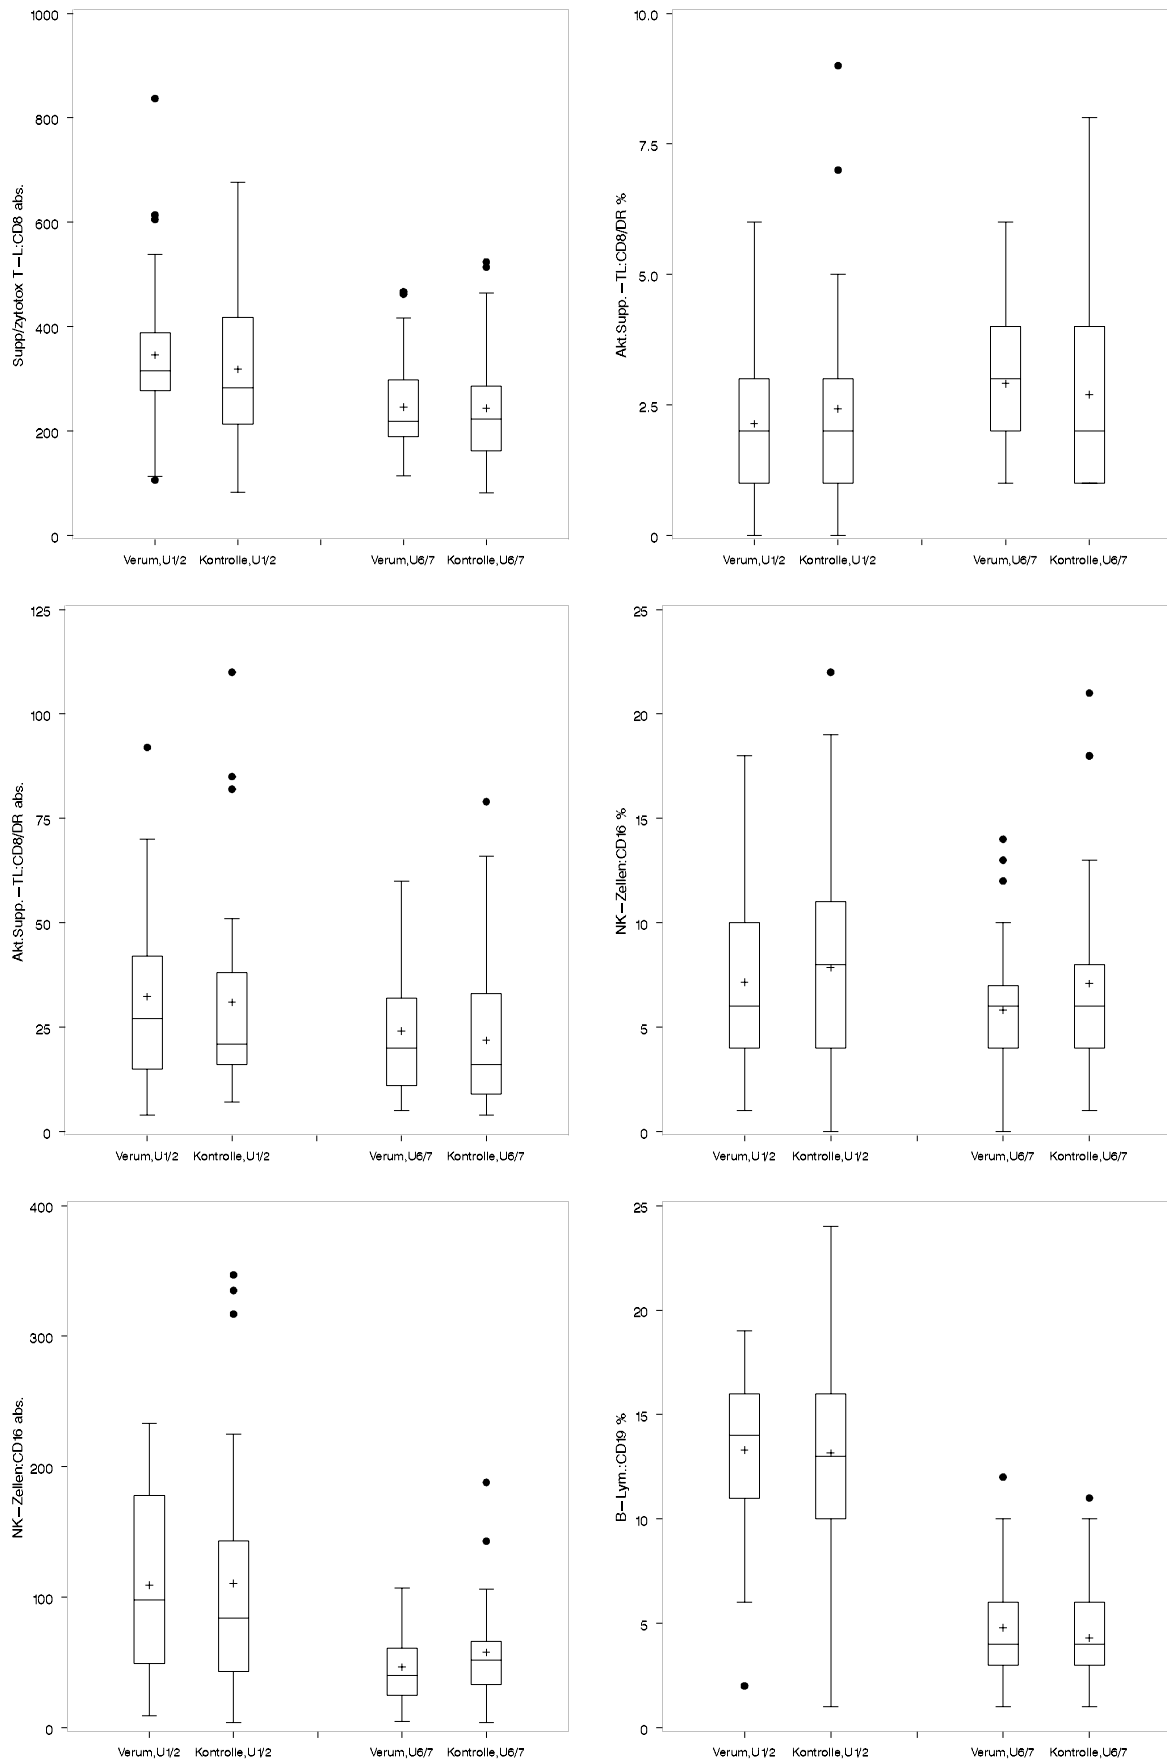 1000
800
600
400
200
0
Supp/zytotox T−L:CD8 abs.
Verum,U1/2 Kontrolle,U1/2 Verum,U6/7 Kontrolle,U6/7
10.0
7.5
5.0
2.5
0
Akt.Supp.−TL:CD8/DR %
Verum,U1/2 Kontrolle,U1/2 Verum,U6/7 Kontrolle,U6/7
125
100
75
50
25
0
Akt.Supp.−TL:CD8/DR abs.
Verum,U1/2 Kontrolle,U1/2 Verum,U6/7 Kontrolle,U6/7
25
20
15
10
5
0
NK−Zellen:CD16 %
Verum,U1/2 Kontrolle,U1/2 Verum,U6/7 Kontrolle,U6/7
400
300
200
100
0
NK−Zellen:CD16 abs.
Verum,U1/2 Kontrolle,U1/2 Verum,U6/7 Kontrolle,U6/7
25
20
15
10
5
0
B−Lym.:CD19 %
Verum,U1/2 Kontrolle,U1/2 Verum,U6/7 Kontrolle,U6/7